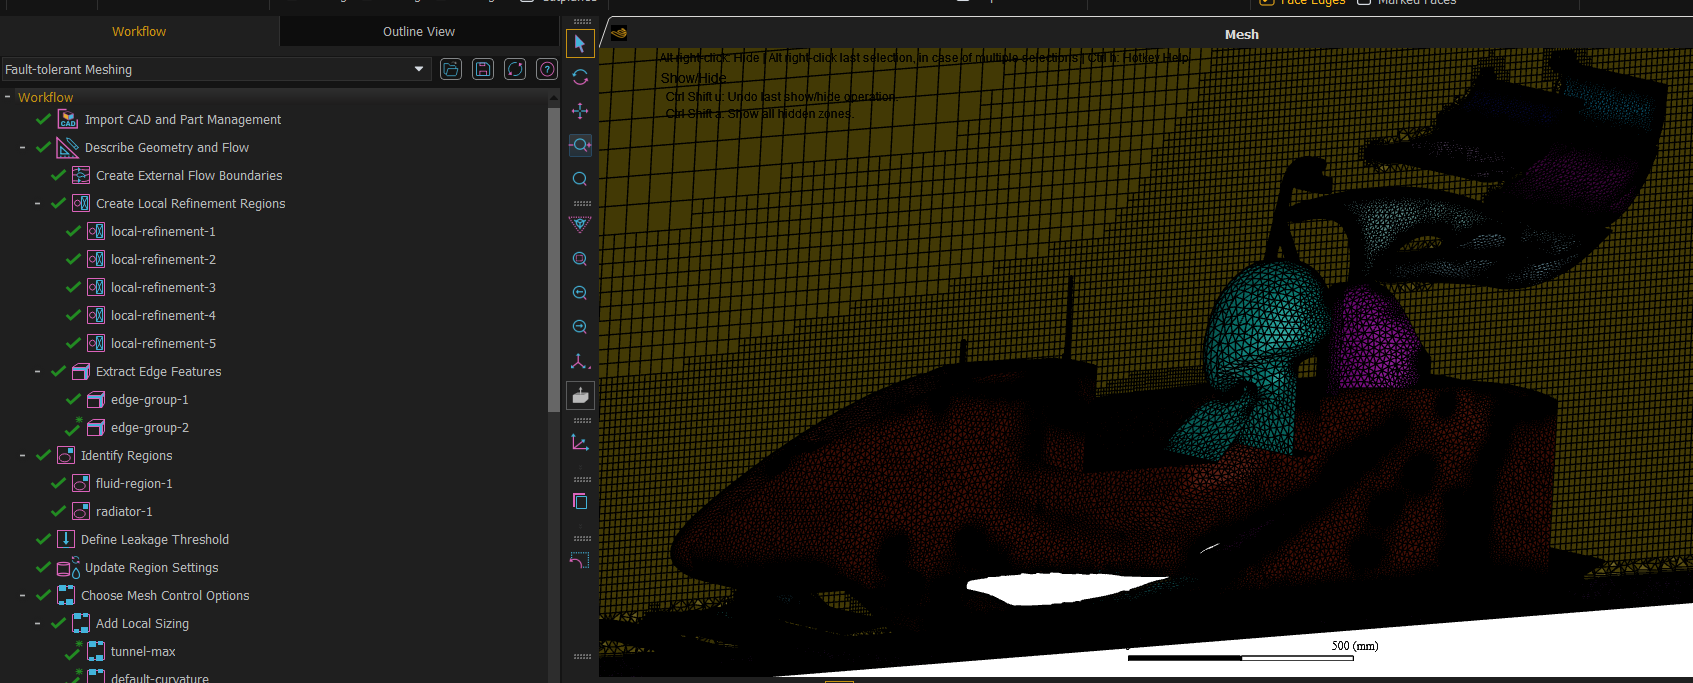 Face Edges
Marked Faces
Workflow
Outline View
Mesh
Fault-tolerant Meshing
Alt right-click: Hide | Alt right-click last selection, in case of multiple selections | Ctrl h: Hotkey Help
Show/Hide
Ctrl Shift u: Undo last show/hide operation.
Ctrl Shift a: Show all hidden zones.
Workflow
CAD
Import CAD and Part Management
Describe Geometry and Flow
Create External Flow Boundaries
Create Local Refinement Regions
local-refinement-1
local-refinement-2
local-refinement-3
local-refinement-4
local-refinement-5
Extract Edge Features
edge-group-1
edge-group-2
Identify Regions
fluid-region-1
radiator-1
Define Leakage Threshold
Update Region Settings
Choose Mesh Control Options
Add Local Sizing
tunnel-max
default-curvature
500 (mm)